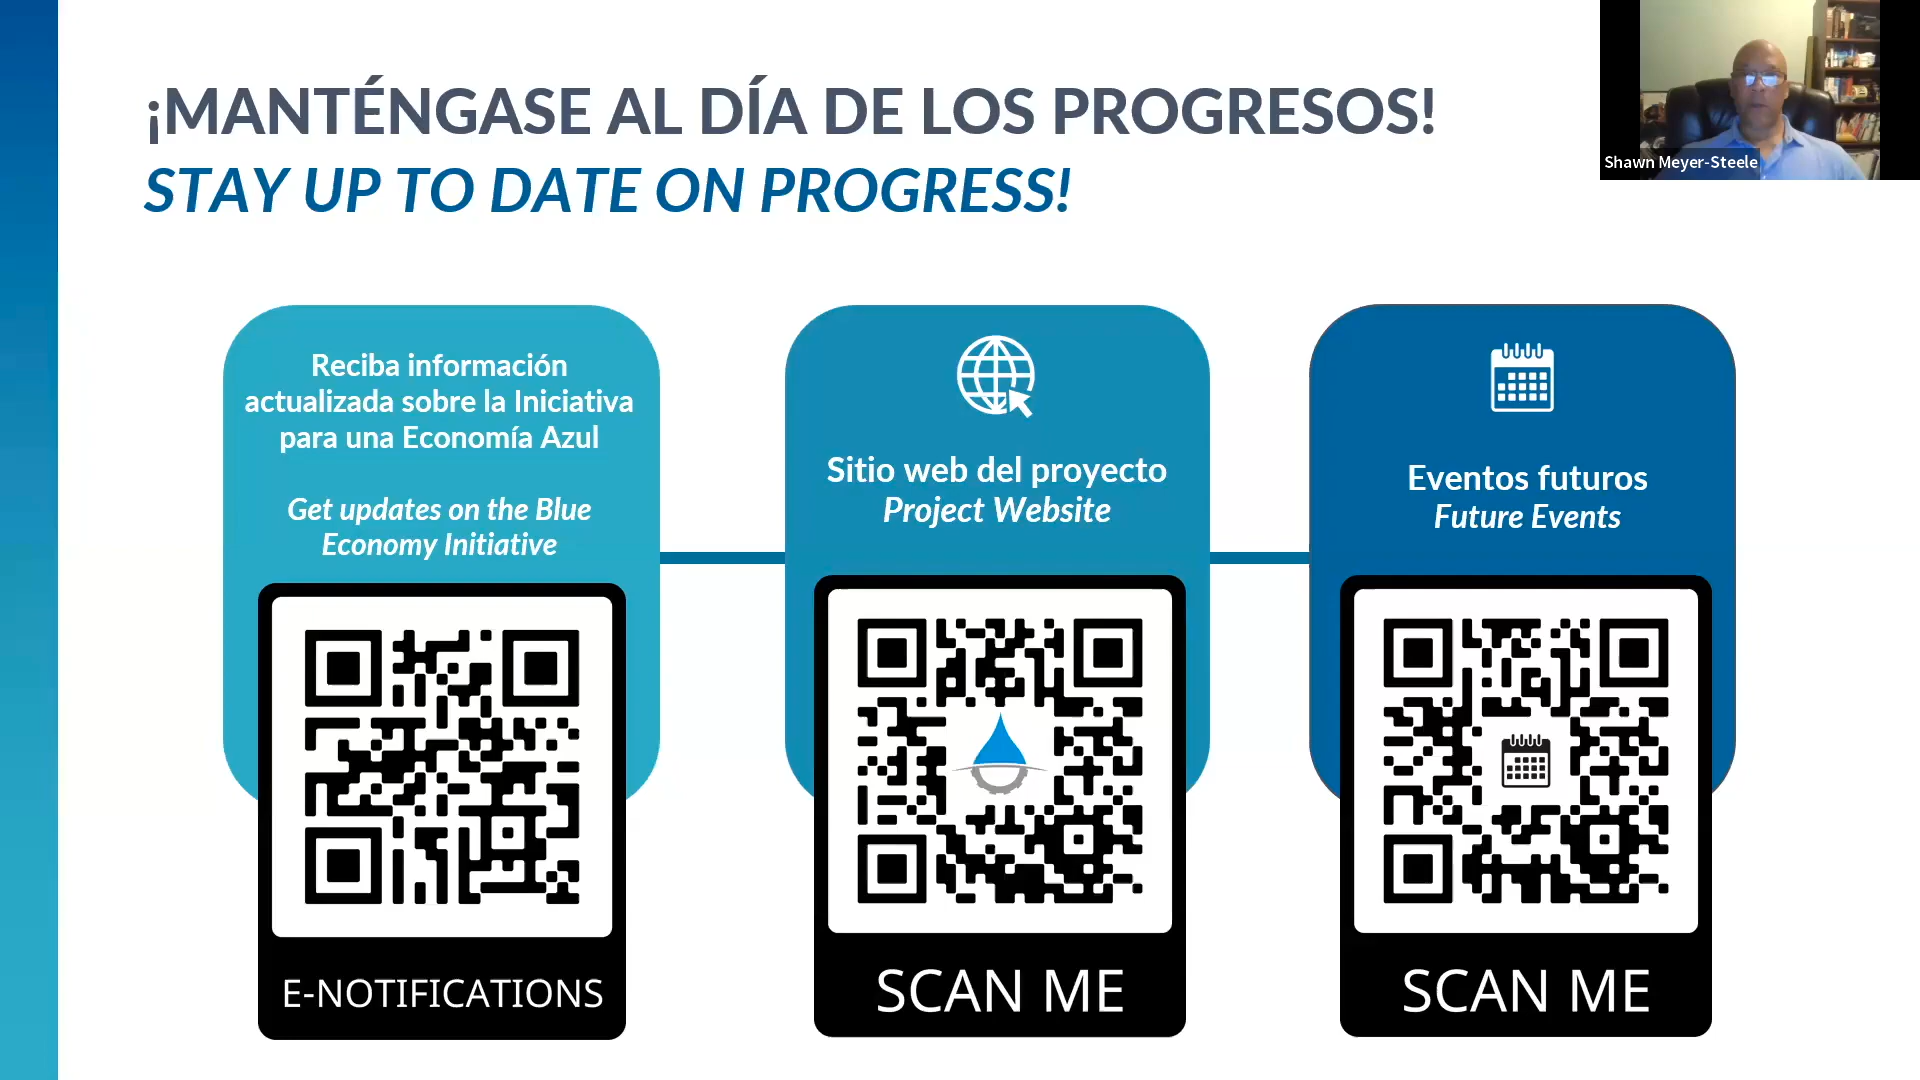 ¡MANTÉNGASE AL DÍA DE LOS PROGRESOS!
STAY UP TO DATE ON PROGRESS!
Shawn Meyer-Steele
Reciba información
actualizada sobre la Iniciativa
para una Economía Azul
Get updates on the Blue
Economy Initiative
E-NOTIFICATIONS
Sitio web del proyecto
Project Website
SCAN ME
Eventos futuros
Future Events
SCAN ME